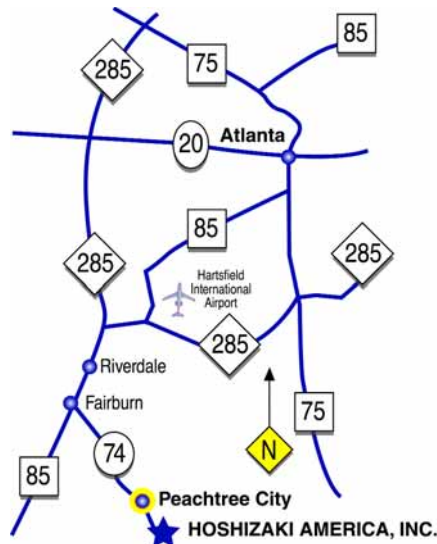 85
75
285
20
Atlanta
85
285
285
Hartsfield
International
Airport
285
Riverdale
Fairburn
75
74
N
85
Peachtree City
HOSHIZAKI AMERICA, INC.